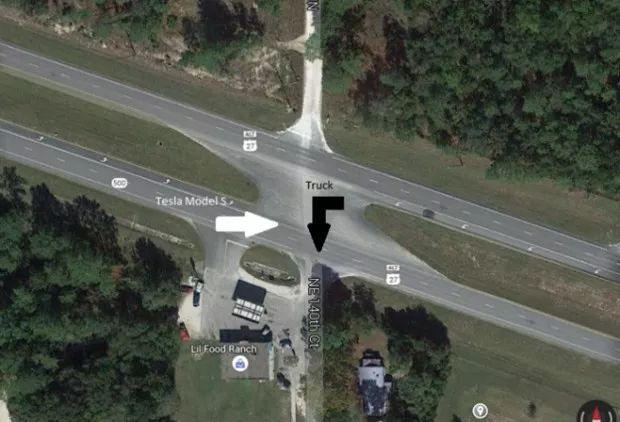 N
ALT
27
500
Tesla Model S
Truck
ALT
27
NE 140th Ct
Lil Food Ranch